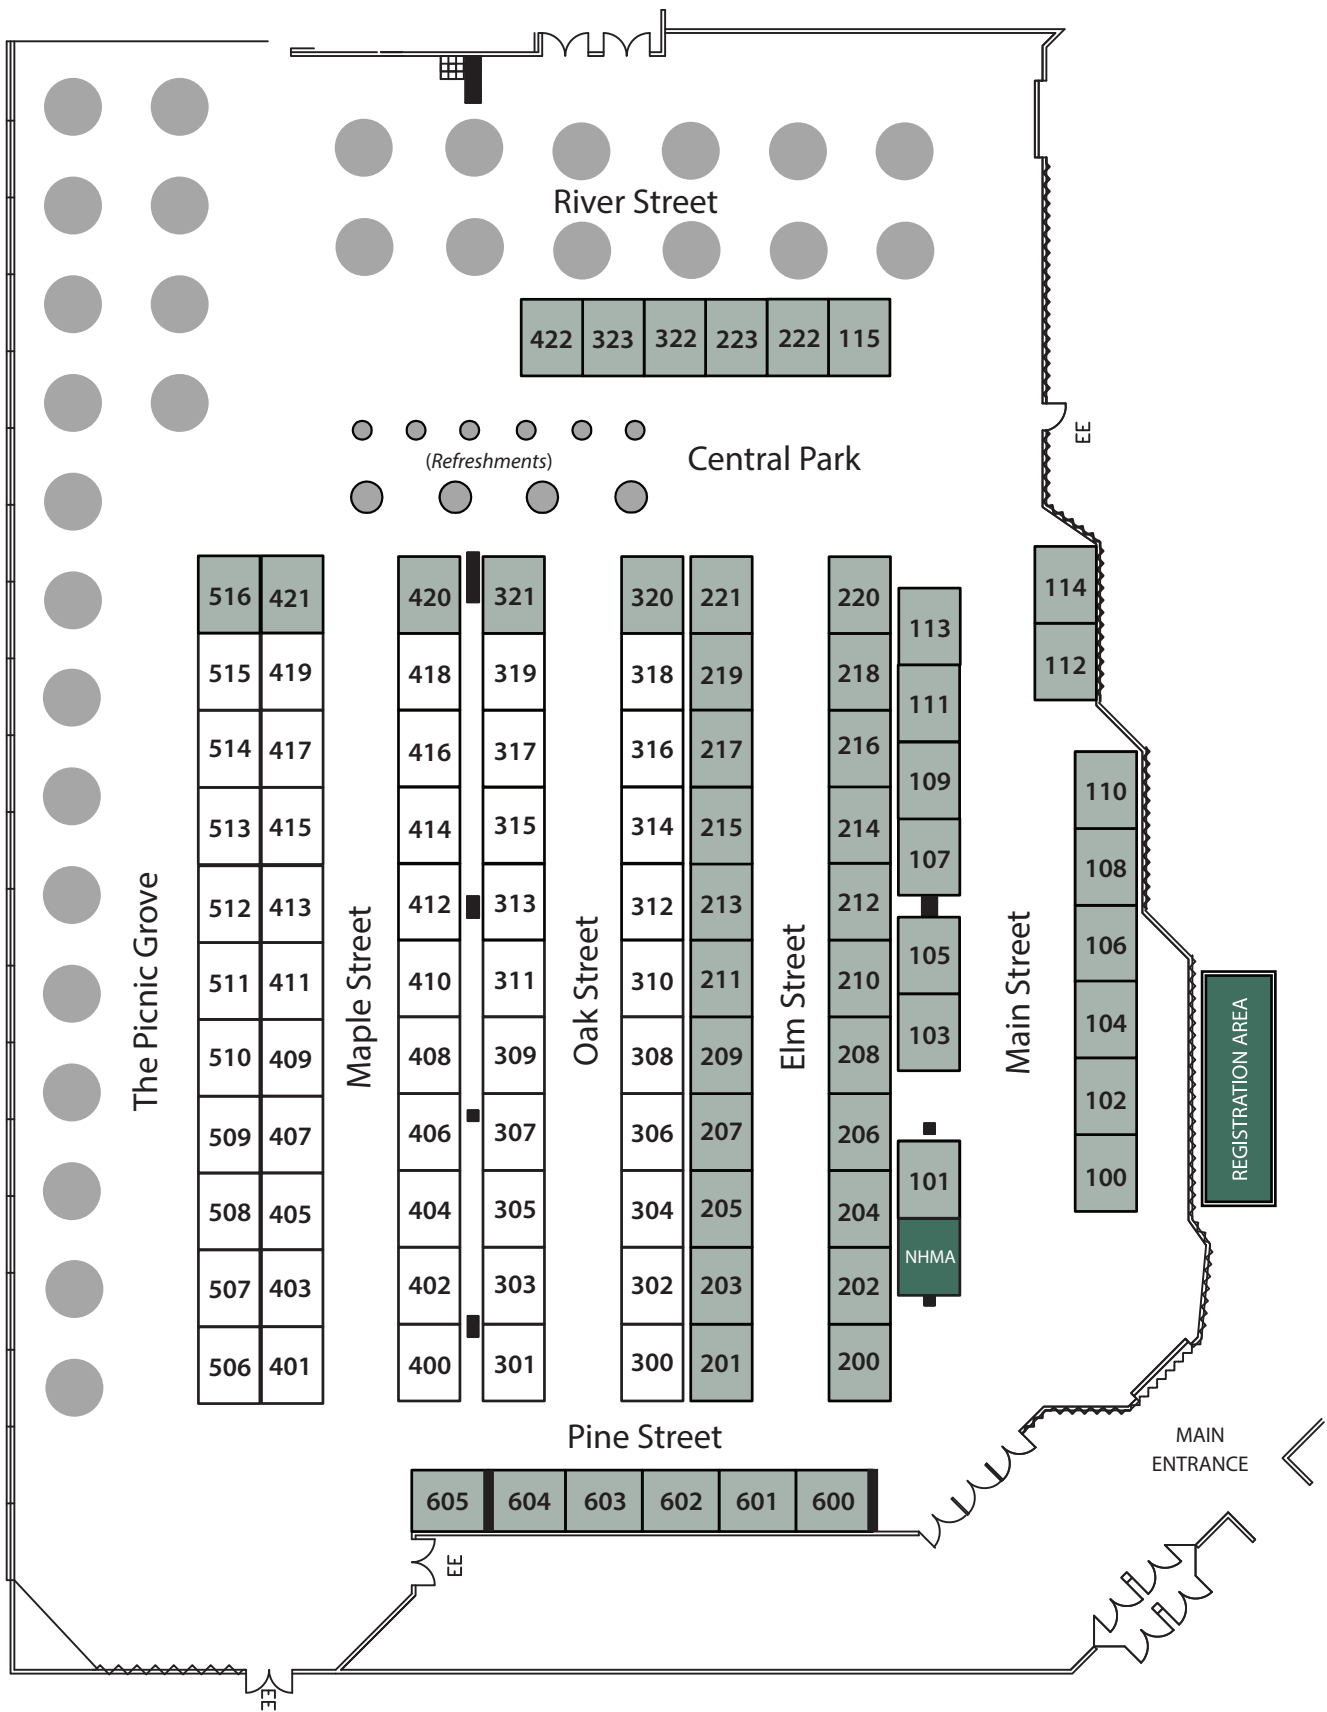 River Street
422 323 322 223 222 115
EE
(Refreshments)
Central Park
516 421 420 321 320 221 220 113 114
515 419 418 319 318 219 218 111 112
514 417 416 317 316 217 216 109 110
513 415 414 315 314 215 214 107 108
512 413 412 313 312 213 212 105 106
511 411 410 311 310 211 210 103 104
510 409 408 309 308 209 208
509 407 406 307 306 207 206 101 102
508 405 404 305 304 205 204 NHMA 100
507 403 402 303 302 203 202
506 401 400 301 300 201 200
The Picnic Grove
Maple Street
Oak Street
Elm Street
Main Street
REGISTRATION AREA
Pine Street
MAIN
ENTRANCE
605 604 603 602 601 600
EE
EE